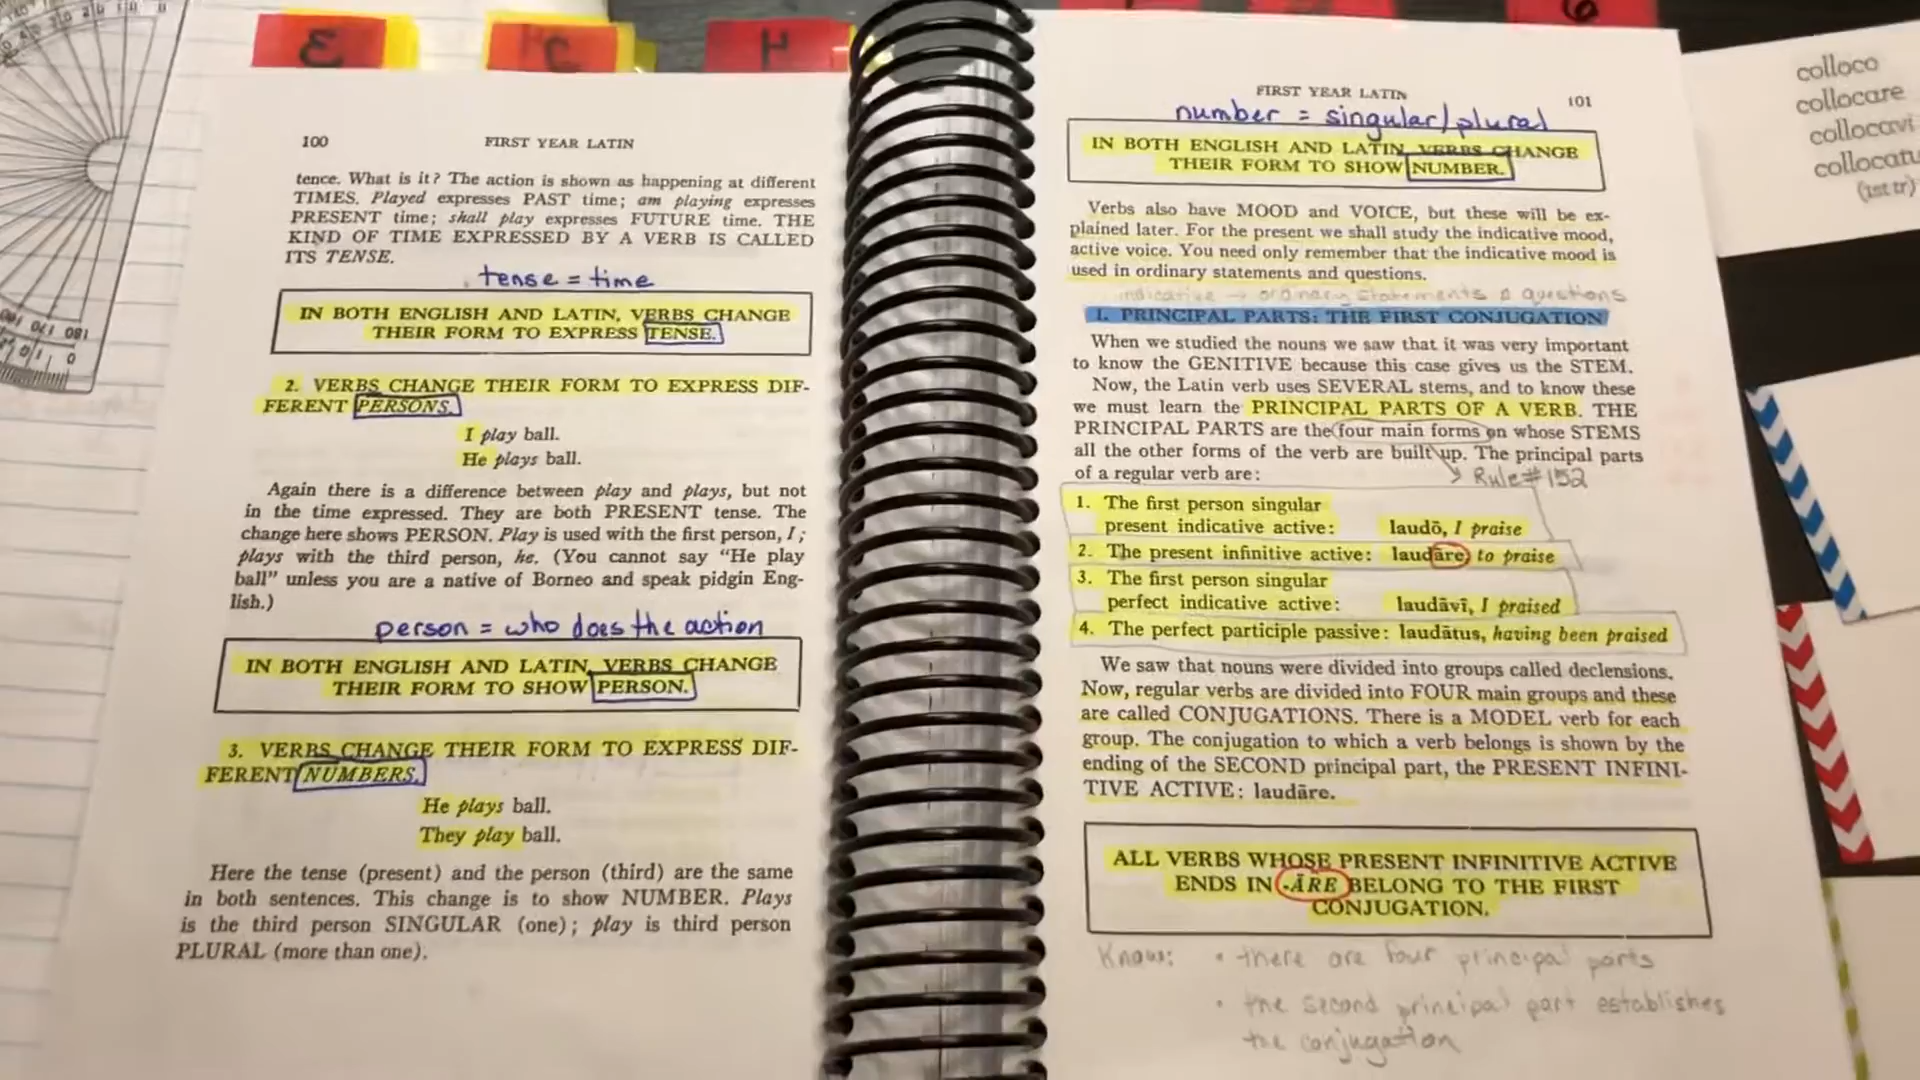 100
FIRST YEAR LATIN
tence. What is it? The action is shown as happening at different
TIMES. Played expresses PAST time; am playing expresses
PRESENT time; shall play expresses FUTURE time. THE
KIND OF TIME EXPRESSED BY A VERB IS CALLED
ITS TENSE.
tense = time
IN BOTH ENGLISH AND LATIN, VERBS CHANGE
THEIR FORM TO EXPRESS TENSE.
2. VERBS CHANGE THEIR FORM TO EXPRESS DIF-
FERENT PERSONS.
I play ball.
He plays ball.
Again there is a difference between play and plays, but not
in the time expressed. They are both PRESENT tense. The
change here shows PERSON. Play is used with the first person, I;
plays with the third person, he. (You cannot say "He play
ball" unless you are a native of Borneo and speak pidgin Eng-
lish.)
person = who does the action
IN BOTH ENGLISH AND LATIN, VERBS CHANGE
THEIR FORM TO SHOW PERSON.
3. VERBS CHANGE THEIR FORM TO EXPRESS DIF-
FERENT NUMBERS.
He plays ball.
They play ball.
Here the tense (present) and the person (third) are the same
in both sentences. This change is to show NUMBER. Plays
is the third person SINGULAR (one); play is third person
PLURAL (more than one).
FIRST YEAR LATIN
101
number = singular/plural
IN BOTH ENGLISH AND LATIN, VERBS CHANGE
THEIR FORM TO SHOW NUMBER.
Verbs also have MOOD and VOICE, but these will be ex-
plained later. For the present we shall study the indicative mood,
active voice. You need only remember that the indicative mood is
used in ordinary statements and questions.
indicative → ordinary statements & questions
1. PRINCIPAL PARTS: THE FIRST CONJUGATION
When we studied the nouns we saw that it was very important
to know the GENITIVE because this case gives us the STEM.
Now, the Latin verb uses SEVERAL stems, and to know these
we must learn the PRINCIPAL PARTS OF A VERB. THE
PRINCIPAL PARTS are the four main forms on whose STEMS
all the other forms of the verb are built up. The principal parts
of a regular verb are:
Rule #152
1. The first person singular
present indicative active: laudō, I praise
2. The present infinitive active: laudāre, to praise
3. The first person singular
perfect indicative active: laudāvī, I praised
4. The perfect participle passive: laudātus, having been praised
We saw that nouns were divided into groups called declensions.
Now, regular verbs are divided into FOUR main groups and these
are called CONJUGATIONS. There is a MODEL verb for each
group. The conjugation to which a verb belongs is shown by the
ending of the SECOND principal part, the PRESENT INFINI-
TIVE ACTIVE: laudāre.
ALL VERBS WHOSE PRESENT INFINITIVE ACTIVE
ENDS IN -ĀRE BELONG TO THE FIRST
CONJUGATION.
Know: • there are four principal parts
• the second principal part establishes
the conjugation
colloco
collocare
collocavi
collocatu
(1st tr)
6